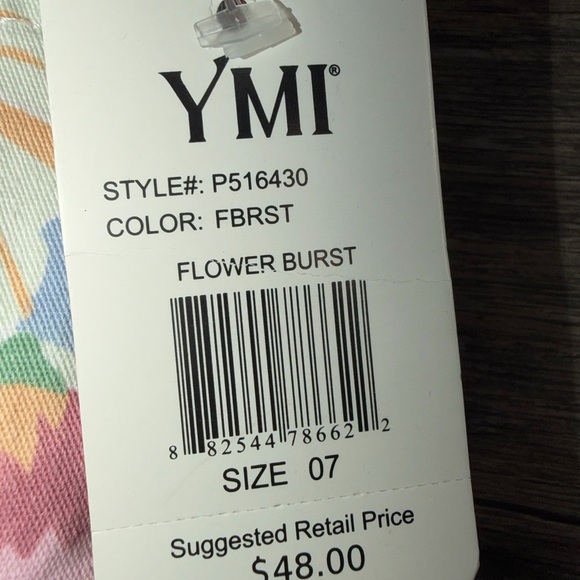 YMI®
STYLE#: P516430
COLOR: FBRST
FLOWER BURST
8 82544 78662 2
SIZE 07
Suggested Retail Price
$48.00